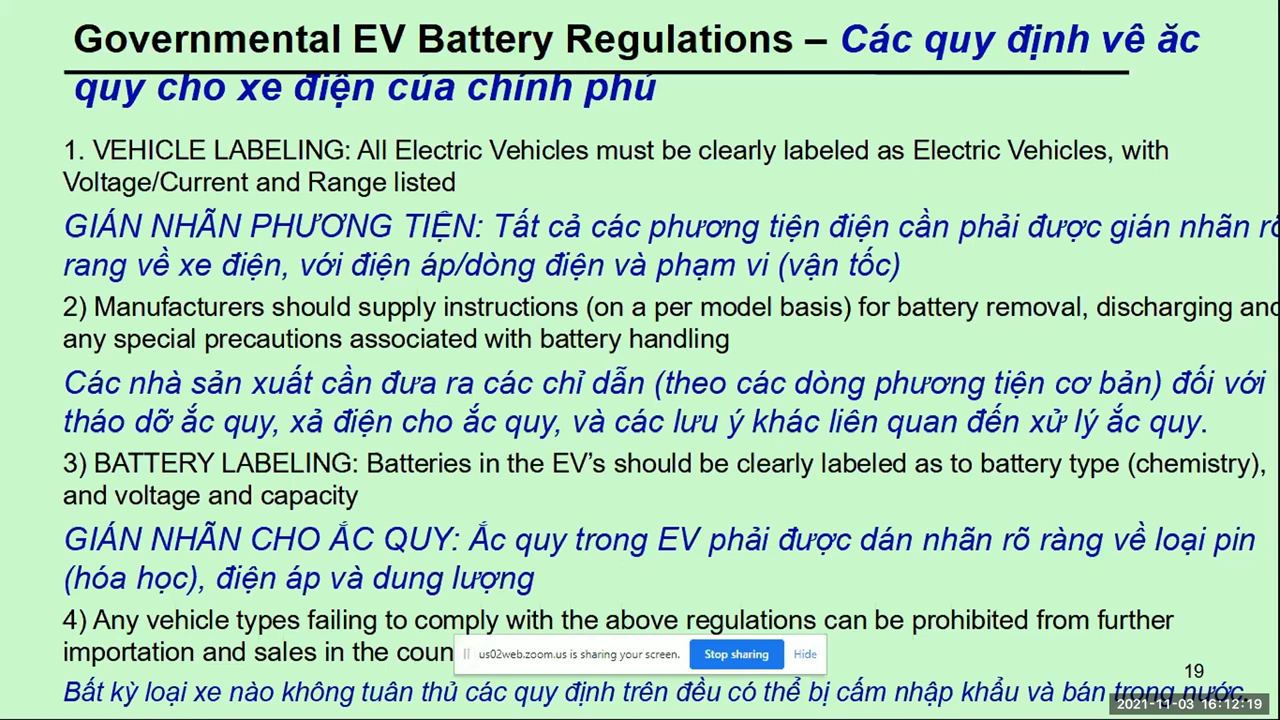 Governmental EV Battery Regulations – Các quy định về ắc
quy cho xe điện của chính phủ
1. VEHICLE LABELING: All Electric Vehicles must be clearly labeled as Electric Vehicles, with
Voltage/Current and Range listed
GIÁN NHÃN PHƯƠNG TIỆN: Tất cả các phương tiện điện cần phải được gián nhãn
rang về xe điện, với điện áp/dòng điện và phạm vi (vận tốc)
2) Manufacturers should supply instructions (on a per model basis) for battery removal, discharging and
any special precautions associated with battery handling
Các nhà sản xuất cần đưa ra các chỉ dẫn (theo các dòng phương tiện cơ bản) đối với
tháo dỡ ắc quy, xả điện cho ắc quy, và các lưu ý khác liên quan đến xử lý ắc quy.
3) BATTERY LABELING: Batteries in the EV's should be clearly labeled as to battery type (chemistry),
and voltage and capacity
GIÁN NHÃN CHO ẮC QUY: Ắc quy trong EV phải được dán nhãn rõ ràng về loại pin
(hóa học), điện áp và dung lượng
4) Any vehicle types failing to comply with the above regulations can be prohibited from further
importation and sales in the coun
us02web.zoom.us is sharing your screen. Stop sharing Hide
19
Bất kỳ loại xe nào không tuân thủ các quy định trên đều có thể bị cấm nhập khẩu và bán trong nước.
2021-11-03 16:12:19